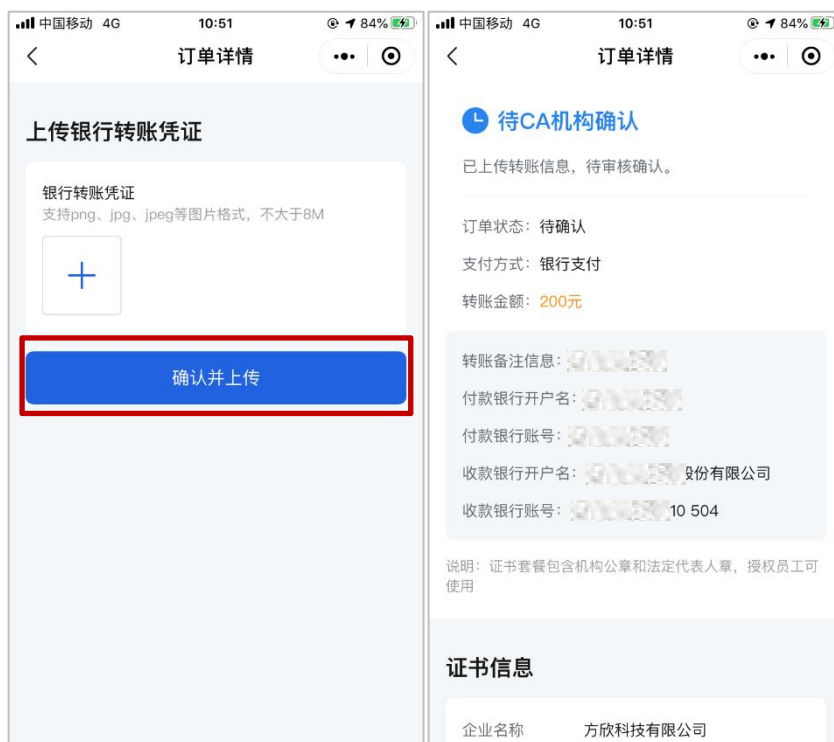 中国移动 4G
10:51
84%
订单详情
上传银行转账凭证
银行转账凭证
支持png、jpg、jpeg等图片格式，不大于8M
确认并上传
中国移动 4G
10:51
84%
订单详情
待CA机构确认
已上传转账信息，待审核确认。
订单状态：待确认
支付方式：银行支付
转账金额：200元
转账备注信息：
付款银行开户名：
付款银行账号：
收款银行开户名：股份有限公司
收款银行账号：10 504
说明：证书套餐包含机构公章和法定代表人章，授权员工可
使用
证书信息
企业名称 方欣科技有限公司